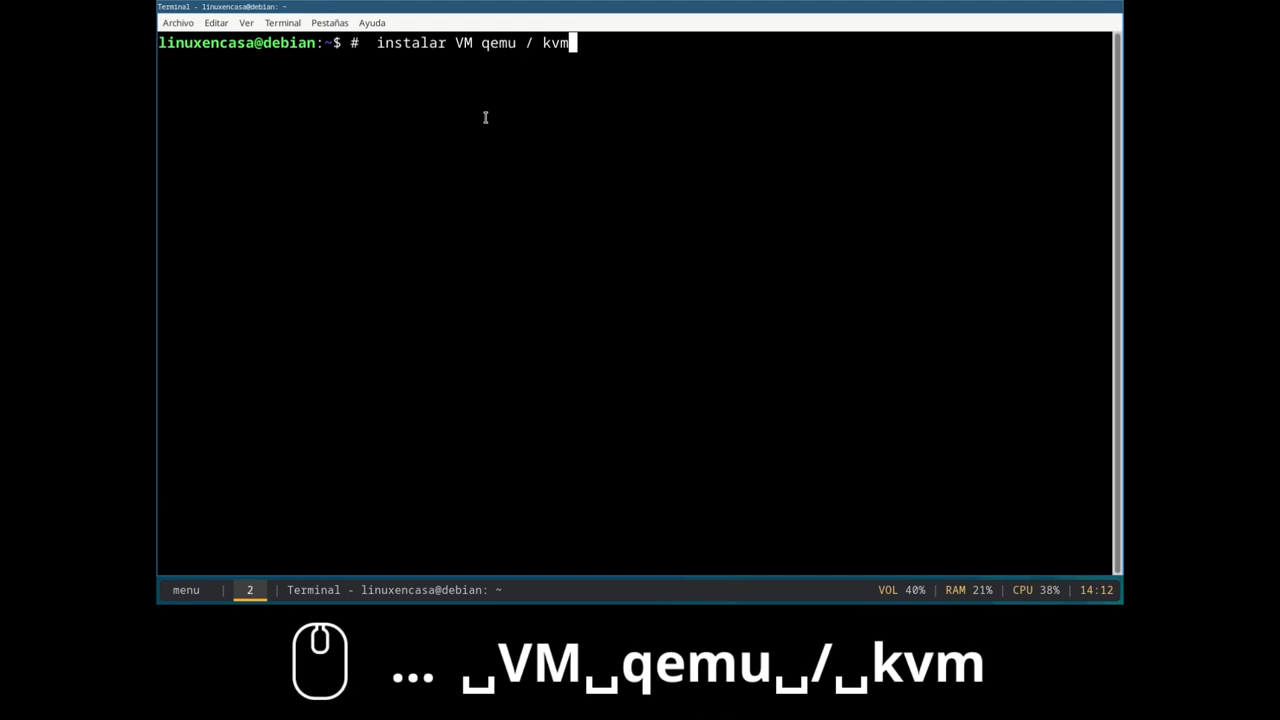 Terminal - linuxencasa@debian: ~
Archivo Editar Ver Terminal Pestañas Ayuda
linuxencasa@debian:~$ #  instalar VM qemu / kvm
menu | 2 | Terminal - linuxencasa@debian: ~ VOL 40% | RAM 21% | CPU 38% | 14:12
... ␣VM␣qemu␣/␣kvm